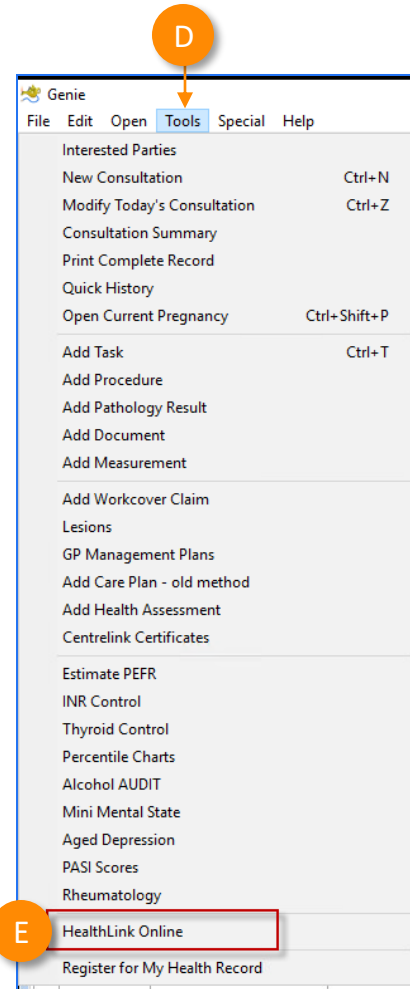 D
Genie
File Edit Open Tools Special Help
Interested Parties
New Consultation Ctrl+N
Modify Today's Consultation Ctrl+Z
Consultation Summary
Print Complete Record
Quick History
Open Current Pregnancy Ctrl+Shift+P
Add Task Ctrl+T
Add Procedure
Add Pathology Result
Add Document
Add Measurement
Add Workcover Claim
Lesions
GP Management Plans
Add Care Plan - old method
Add Health Assessment
Centrelink Certificates
Estimate PEFR
INR Control
Thyroid Control
Percentile Charts
Alcohol AUDIT
Mini Mental State
Aged Depression
PASI Scores
Rheumatology
E HealthLink Online
Register for My Health Record